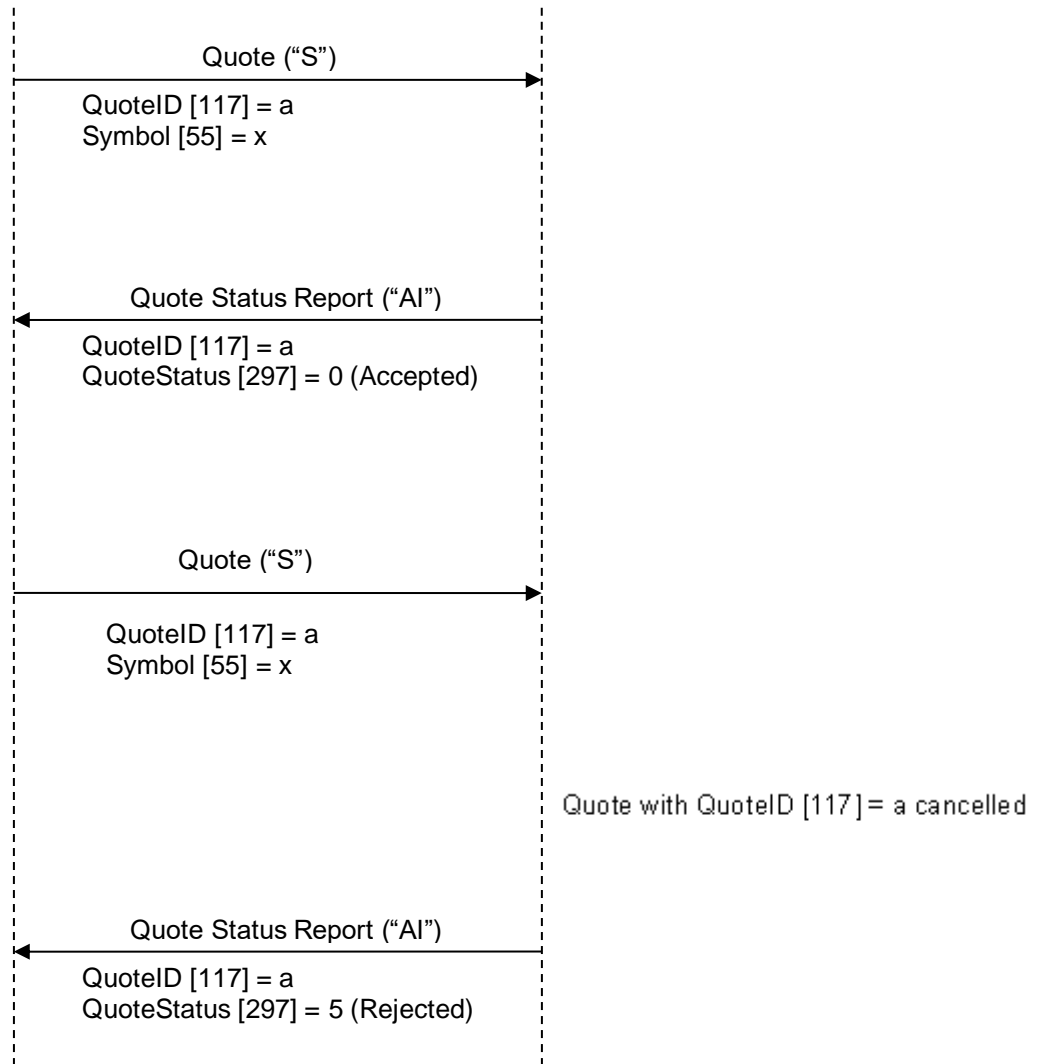 Quote (“S”)
QuoteID [117] = a
Symbol [55] = x
Quote Status Report (“AI”)
QuoteID [117] = a
QuoteStatus [297] = 0 (Accepted)
Quote (“S”)
QuoteID [117] = a
Symbol [55] = x
Quote with QuoteID [117] = a cancelled
Quote Status Report (“AI”)
QuoteID [117] = a
QuoteStatus [297] = 5 (Rejected)